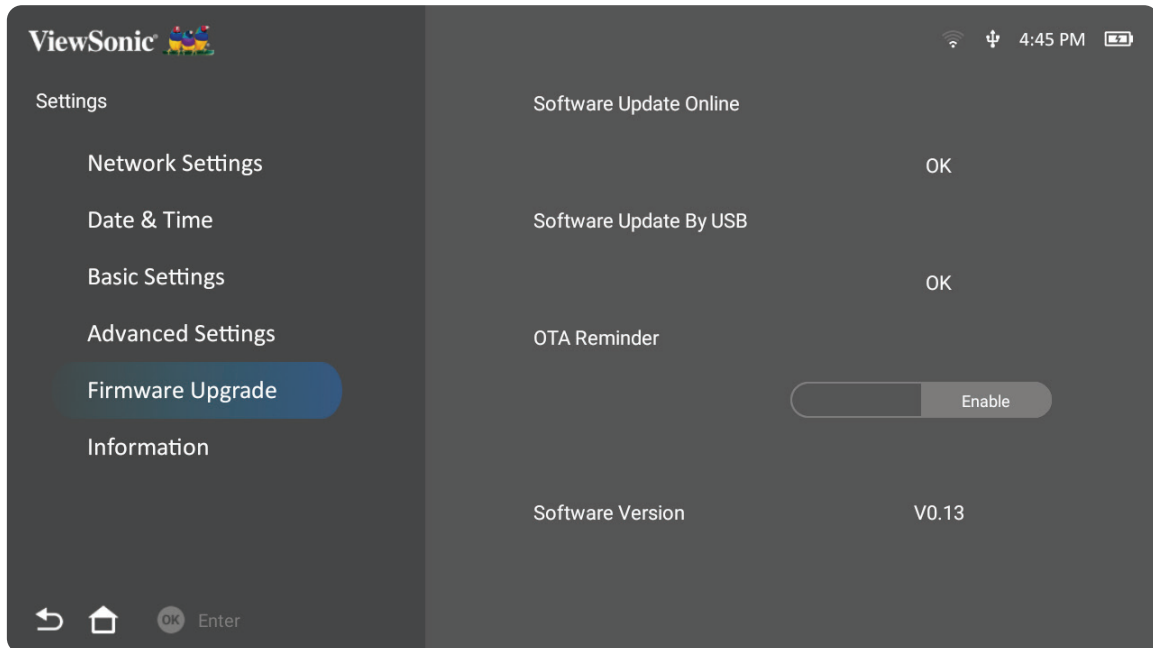 ViewSonic
4:45 PM
Settings
Network Settings
Date & Time
Basic Settings
Advanced Settings
Firmware Upgrade
Information
OK Enter
Software Update Online
OK
Software Update By USB
OK
OTA Reminder
Enable
Software Version V0.13